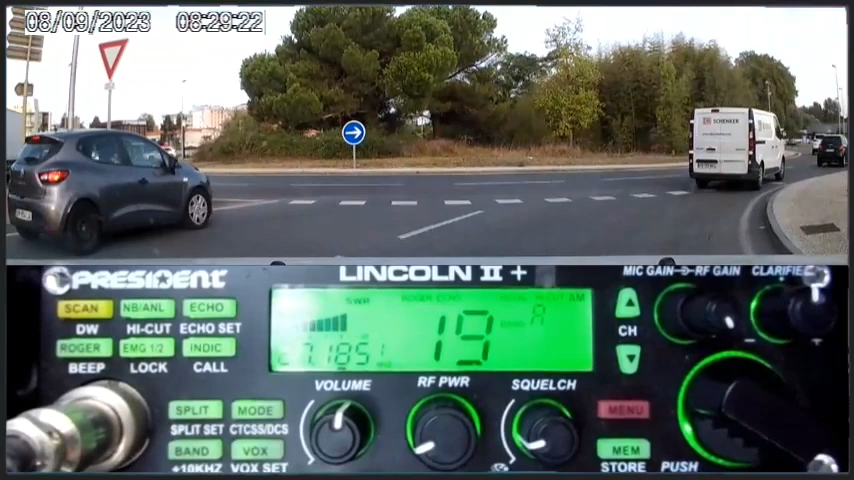 08/09/2023 08:29:22
SCHENKER
PRESIDENT LINCOLN II + MIC GAIN RF GAIN CLARIFIER
SCAN NB/ANL ECHO
DW HI-CUT ECHO SET
ROGER EMG 1/2 INDIC
BEEP LOCK CALL
SWR ROGER ECHO HI-CUT AM
19 BAND A
27.185
CH
VOLUME RF PWR SQUELCH
SPLIT MODE MENU
SPLIT SET CTCSS/DCS
BAND VOX MEM
+10KHZ VOX SET STORE PUSH